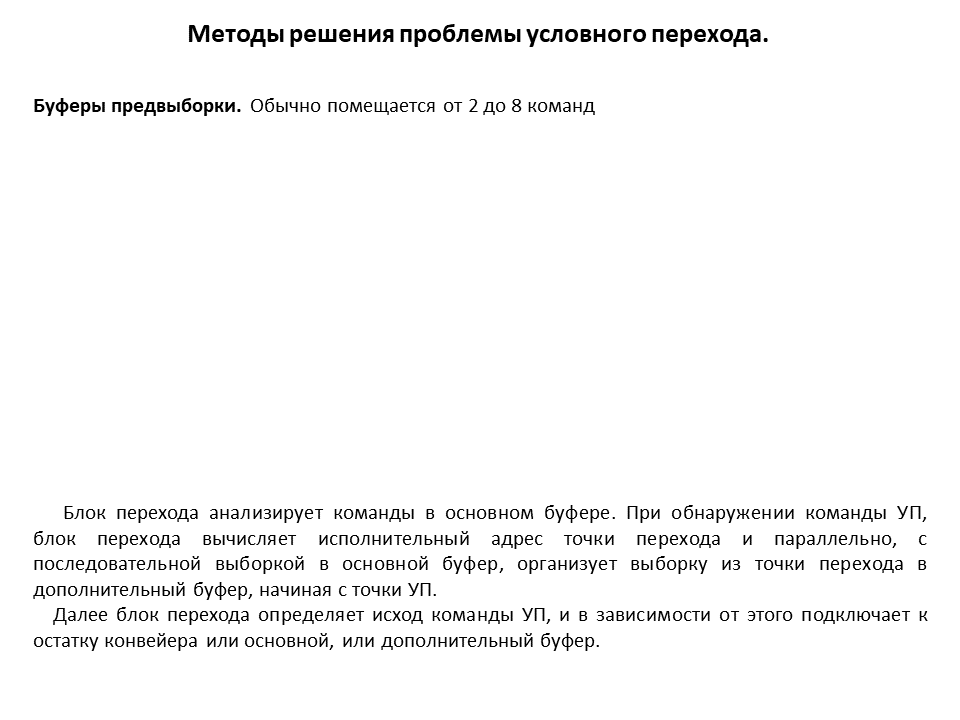 Методы решения проблемы условного перехода.
Буферы предвыборки. Обычно помещается от 2 до 8 команд
Блок перехода анализирует команды в основном буфере. При обнаружении команды УП,
блок перехода вычисляет исполнительный адрес точки перехода и параллельно, с
последовательной выборкой в основной буфер, организует выборку из точки перехода в
дополнительный буфер, начиная с точки УП.
Далее блок перехода определяет исход команды УП, и в зависимости от этого подключает к
остатку конвейера или основной, или дополнительный буфер.